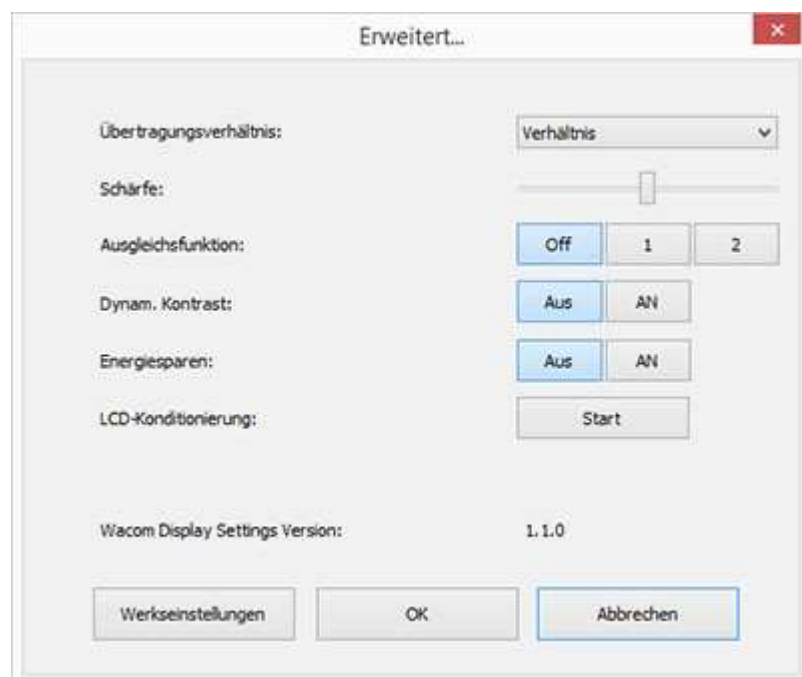 Erweitert...
Übertragungsverhältnis: Verhältnis
Schärfe:
Ausgleichsfunktion: Off 1 2
Dynam. Kontrast: Aus AN
Energiesparen: Aus AN
LCD-Konditionierung: Start
Wacom Display Settings Version: 1.1.0
Werkseinstellungen OK Abbrechen